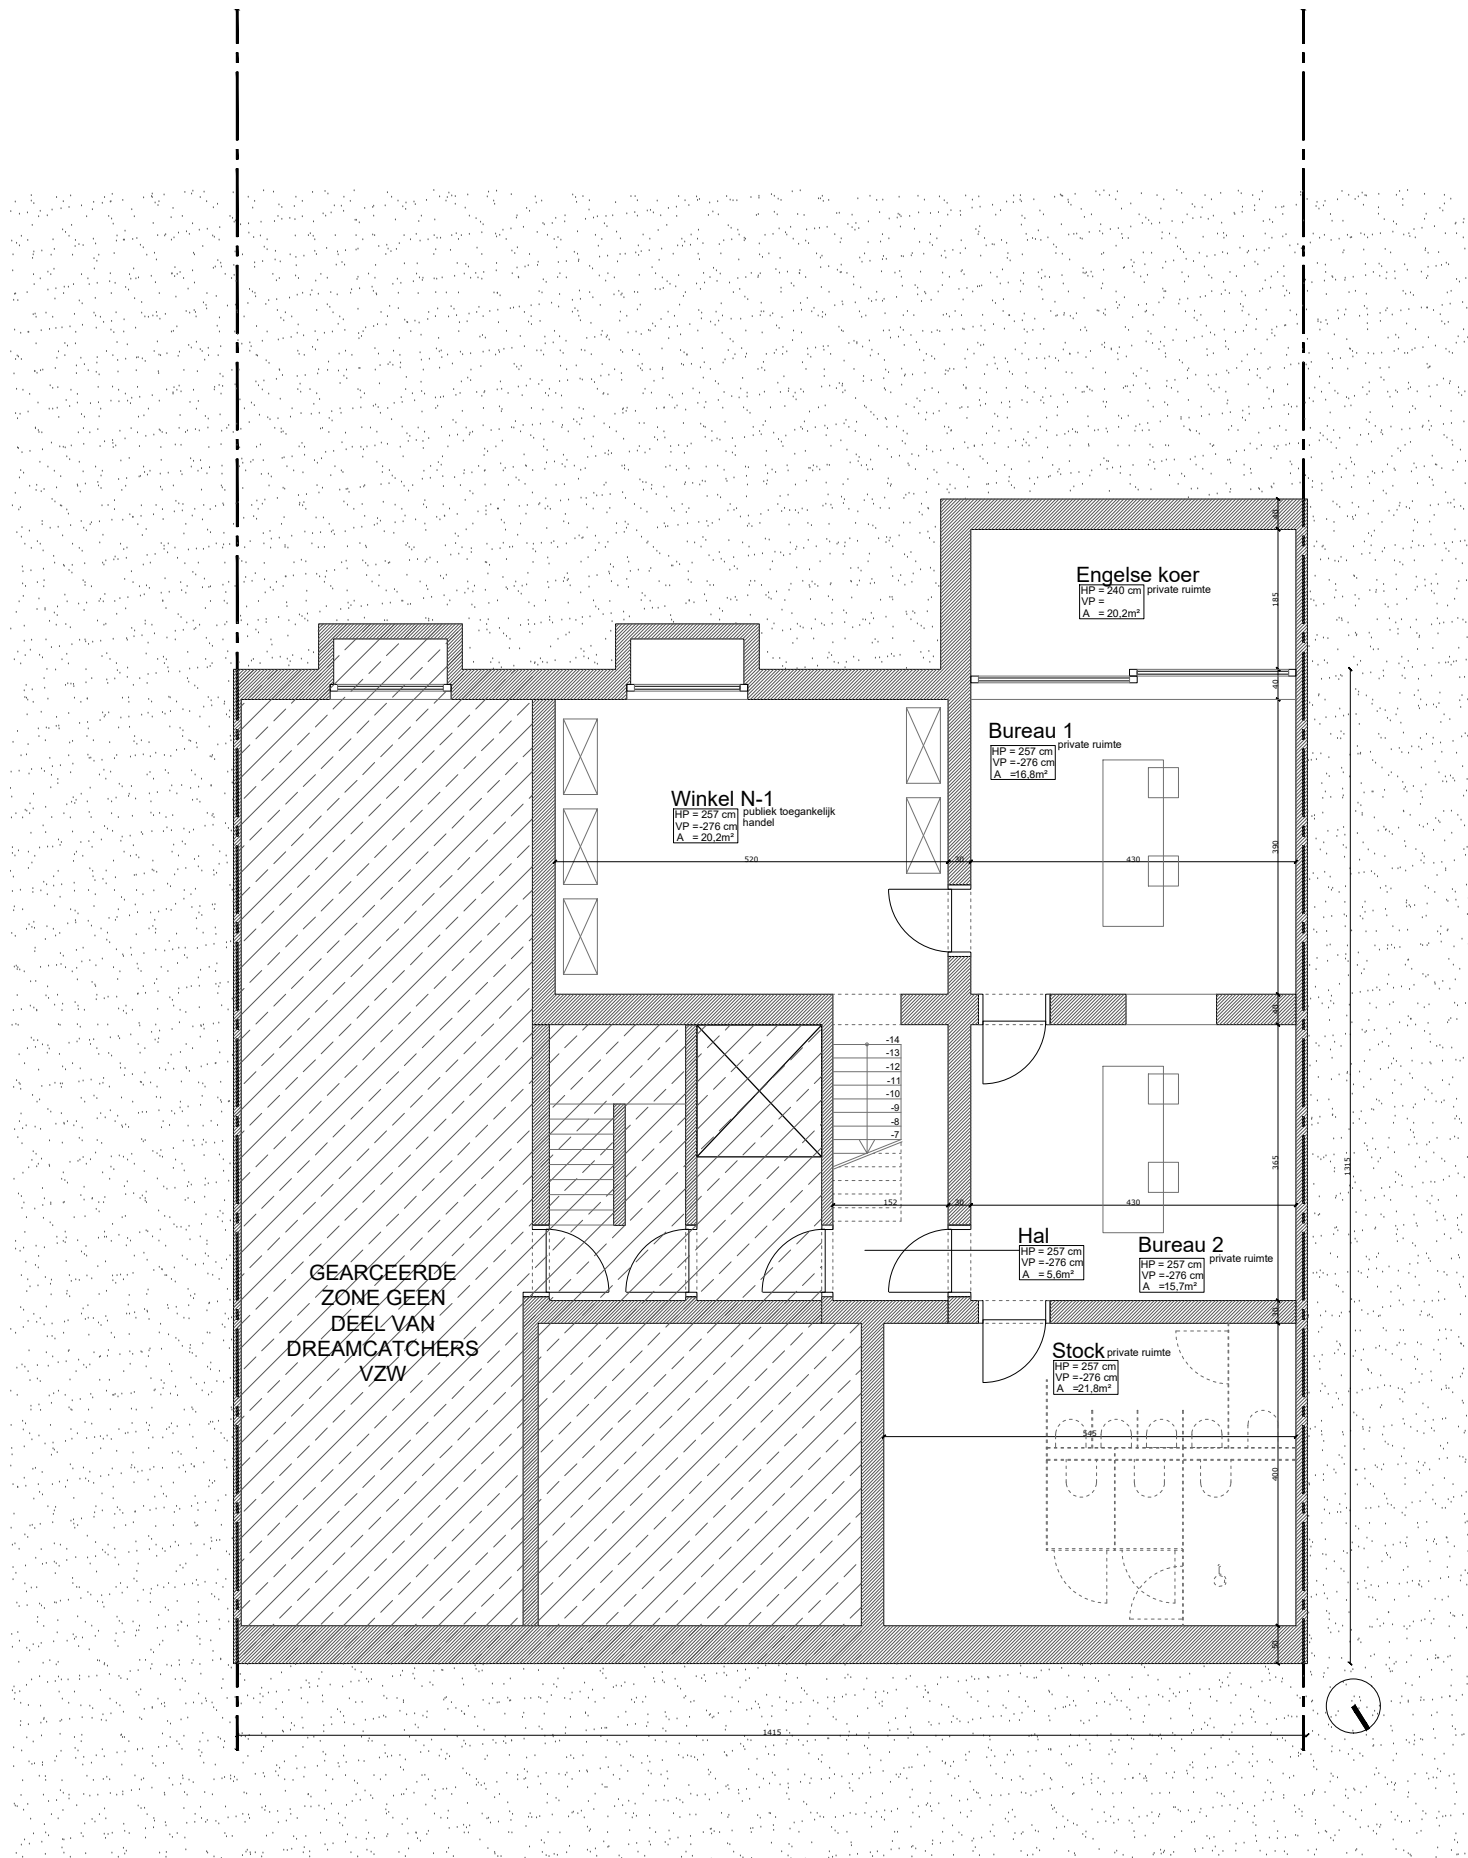 40
Engelse koer
HP = 240 cm private ruimte
VP =
A = 20,2m²
185
40
Bureau 1
private ruimte
HP = 257 cm
VP =-276 cm
A =16,8m²
Winkel N-1
HP = 257 cm publiek toegankelijk
VP =-276 cm handel
A = 20,2m²
390
520
30
430
40
-14
-13
-12
-11
-10
-9
-8
-7
365
1315
152
30
430
Hal
HP = 257 cm
VP =-276 cm
A = 5,6m²
Bureau 2
private ruimte
HP = 257 cm
VP =-276 cm
A =15,7m²
GEARCEERDE
ZONE GEEN
DEEL VAN
DREAMCATCHERS
VZW
30
Stock private ruimte
HP = 257 cm
VP =-276 cm
A =21,8m²
545
400
50
1415